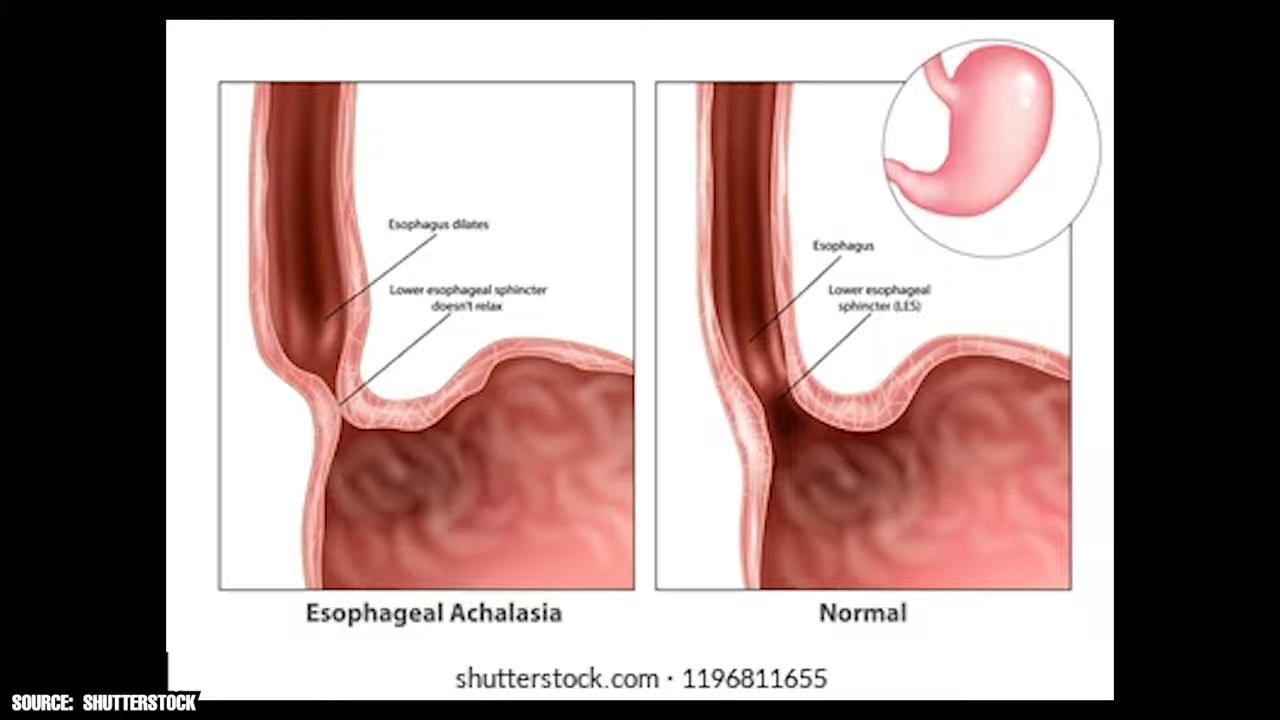 Esophagus dilates
Lower esophageal sphincter
doesn't relax
Esophageal Achalasia
Esophagus
Lower esophageal
sphincter (LES)
Normal
shutterstock.com · 1196811655
SOURCE: SHUTTERSTOCK